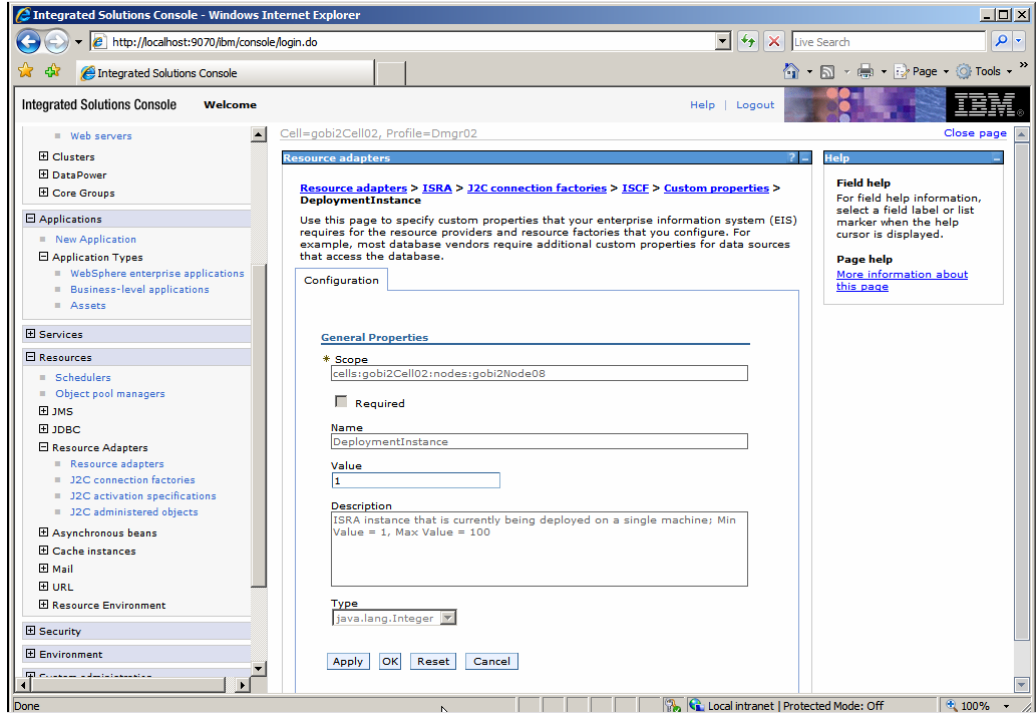 Integrated Solutions Console - Windows Internet Explorer
http://localhost:9070/ibm/console/login.do
Live Search
Integrated Solutions Console
Page
Tools
»
Integrated Solutions Console Welcome
Help | Logout
IBM®
Web servers
Clusters
DataPower
Core Groups
Applications
New Application
Application Types
WebSphere enterprise applications
Business-level applications
Assets
Services
Resources
Schedulers
Object pool managers
JMS
JDBC
Resource Adapters
Resource adapters
J2C connection factories
J2C activation specifications
J2C administered objects
Asynchronous beans
Cache instances
Mail
URL
Resource Environment
Security
Environment
System administration
Cell=gobi2Cell02, Profile=Dmgr02
Close page
Resource adapters
? -
Resource adapters > ISRA > J2C connection factories > ISCF > Custom properties >
DeploymentInstance
Use this page to specify custom properties that your enterprise information system (EIS)
requires for the resource providers and resource factories that you configure. For
example, most database vendors require additional custom properties for data sources
that access the database.
Configuration
General Properties
* Scope
cells:gobi2Cell02:nodes:gobi2Node08
Required
Name
DeploymentInstance
Value
1
Description
ISRA instance that is currently being deployed on a single machine; Min
Value = 1, Max Value = 100
Type
java.lang.Integer
Apply OK Reset Cancel
Help
Field help
For field help information,
select a field label or list
marker when the help
cursor is displayed.
Page help
More information about
this page
Done
Local intranet | Protected Mode: Off
100%